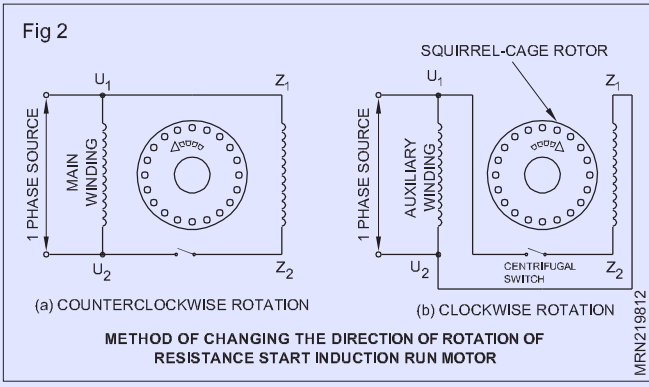 Fig 2
SQUIRREL-CAGE ROTOR
U1
Z1
1 PHASE SOURCE
MAIN
WINDING
U2
Z2
(a) COUNTERCLOCKWISE ROTATION
U1
Z1
1 PHASE SOURCE
AUXILIARY
WINDING
U2
Z2
CENTRIFUGAL
SWITCH
(b) CLOCKWISE ROTATION
METHOD OF CHANGING THE DIRECTION OF ROTATION OF
RESISTANCE START INDUCTION RUN MOTOR
MRN219812